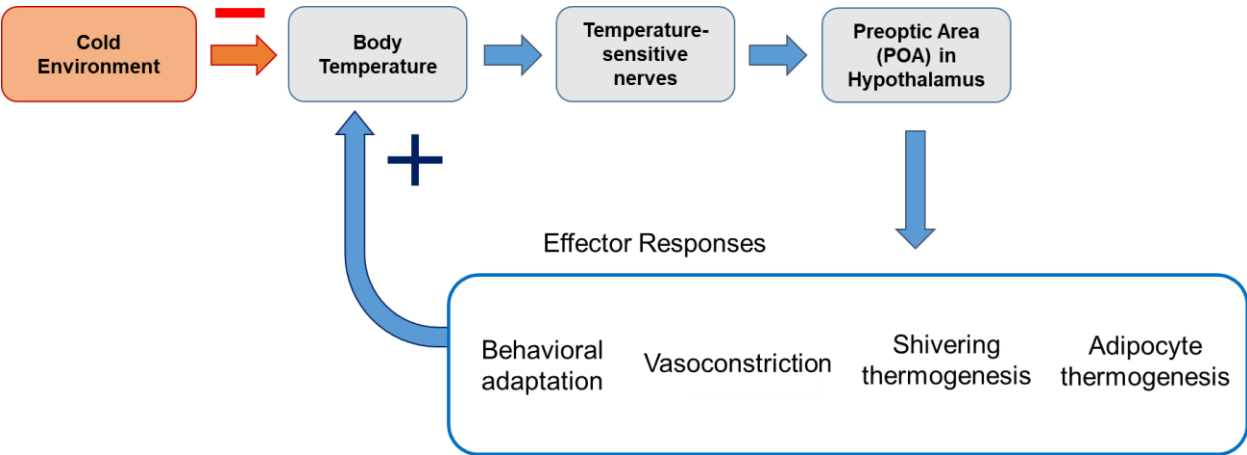 Cold
Environment
Body
Temperature
Temperature-
sensitive
nerves
Preoptic Area
(POA) in
Hypothalamus
Effector Responses
Behavioral
adaptation
Vasoconstriction
Shivering
thermogenesis
Adipocyte
thermogenesis